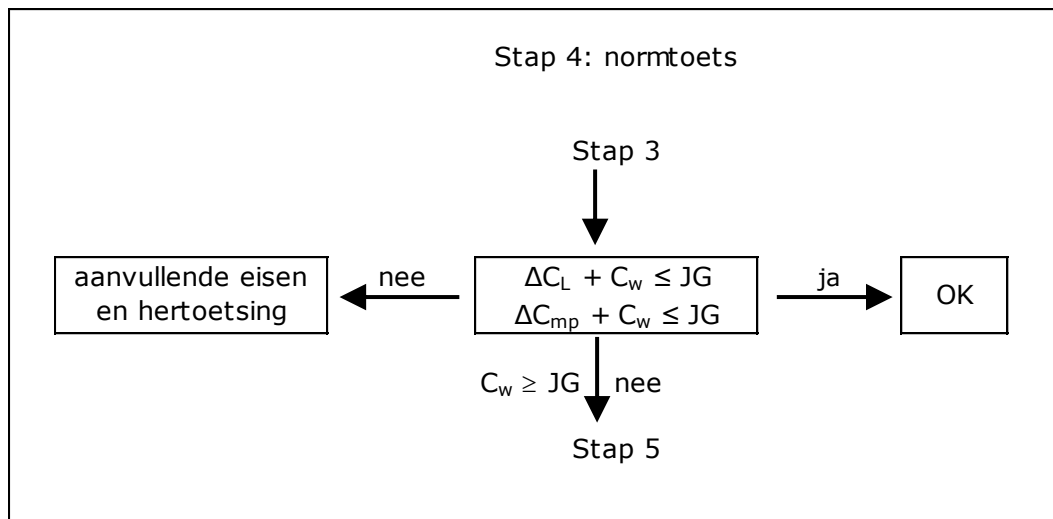 Stap 4: normtoets
Stap 3
aanvullende eisen
en hertoetsing
nee
ΔC_L + C_w ≤ JG
ΔC_mp + C_w ≤ JG
ja
OK
C_w ≥ JG
nee
Stap 5